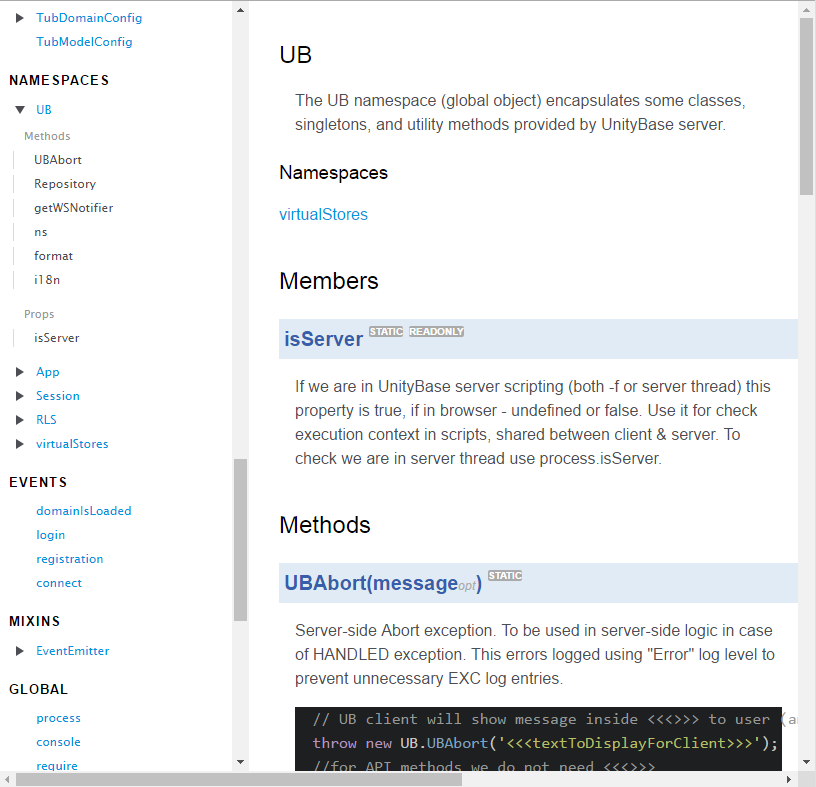 TubDomainConfig
TubModelConfig
NAMESPACES
UB
Methods
UBAbort
Repository
getWSNotifier
ns
format
i18n
Props
isServer
App
Session
RLS
virtualStores
EVENTS
domainIsLoaded
login
registration
connect
MIXINS
EventEmitter
GLOBAL
process
console
require
UB
The UB namespace (global object) encapsulates some classes,
singletons, and utility methods provided by UnityBase server.
Namespaces
virtualStores
Members
isServer STATIC READONLY
If we are in UnityBase server scripting (both -f or server thread) this
property is true, if in browser - undefined or false. Use it for check
execution context in scripts, shared between client & server. To
check we are in server thread use process.isServer.
Methods
UBAbort(messageopt) STATIC
Server-side Abort exception. To be used in server-side logic in case
of HANDLED exception. This errors logged using "Error" log level to
prevent unnecessary EXC log entries.
// UB client will show message inside <<<>>> to user (a
throw new UB.UBAbort('<<<textToDisplayForClient>>>');
//for API methods we do not need <<<>>>